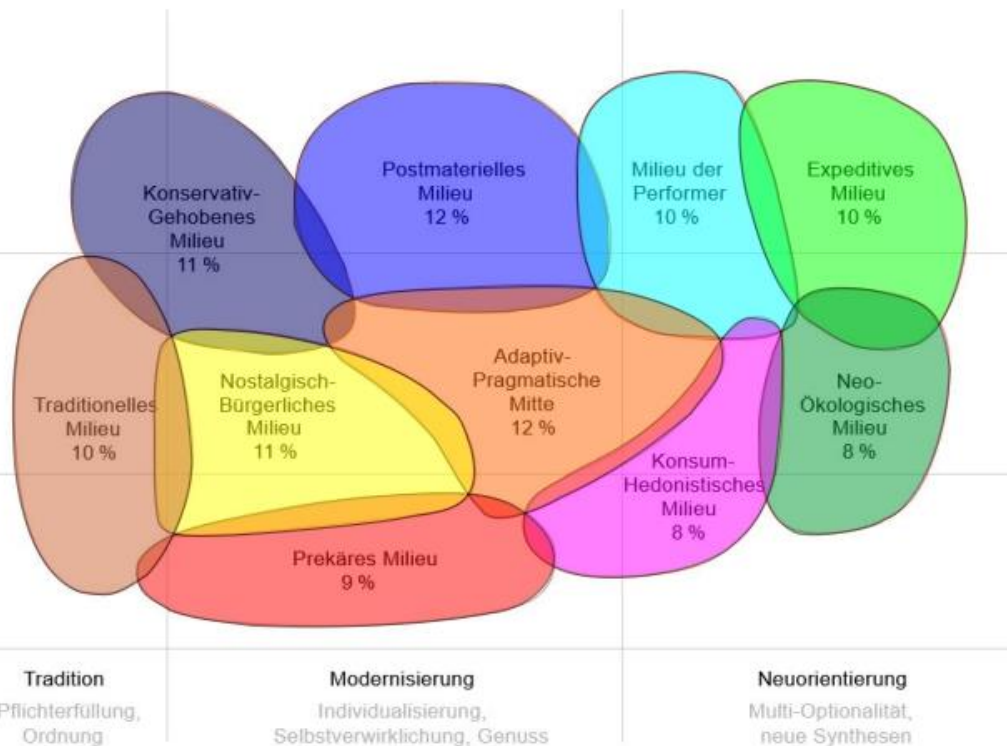 Konservativ-
Gehobenes
Milieu
11 %
Postmaterielles
Milieu
12 %
Milieu der
Performer
10 %
Expeditives
Milieu
10 %
Traditionelles
Milieu
10 %
Nostalgisch-
Bürgerliches
Milieu
11 %
Adaptiv-
Pragmatische
Mitte
12 %
Neo-
Ökologisches
Milieu
8 %
Konsum-
Hedonistisches
Milieu
8 %
Prekäres Milieu
9 %
Tradition
Pflichterfüllung,
Ordnung
Modernisierung
Individualisierung,
Selbstverwirklichung, Genuss
Neuorientierung
Multi-Optionalität,
neue Synthesen